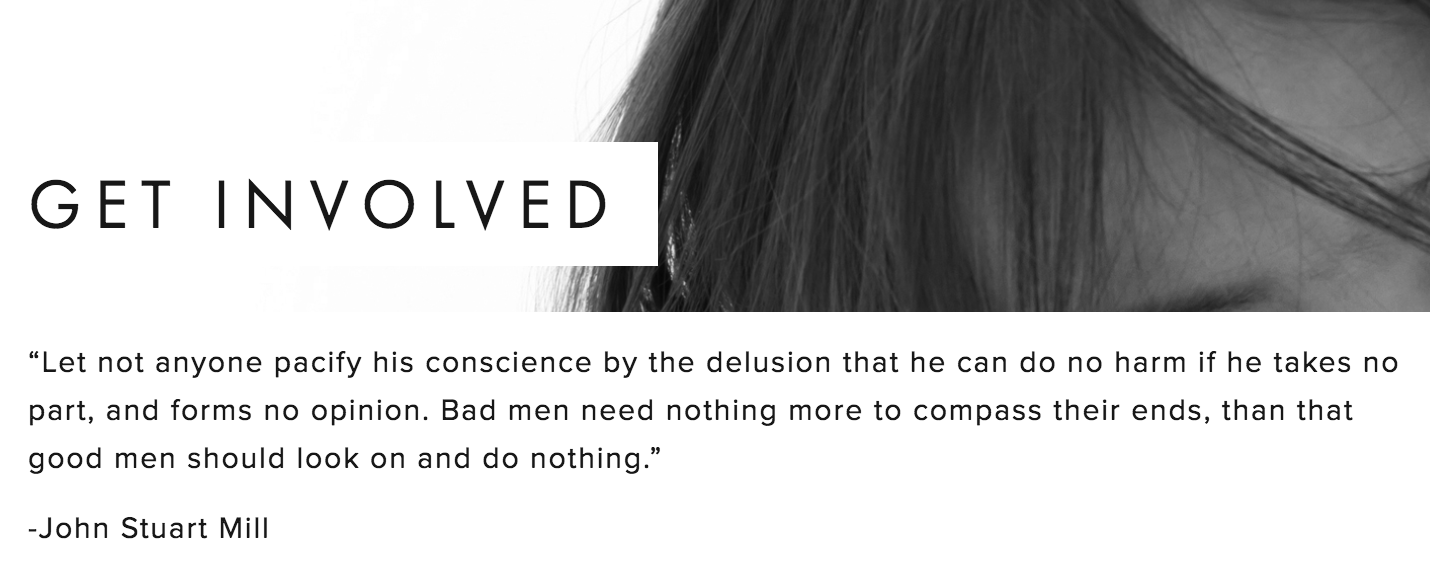 GET INVOLVED
“Let not anyone pacify his conscience by the delusion that he can do no harm if he takes no
part, and forms no opinion. Bad men need nothing more to compass their ends, than that
good men should look on and do nothing.”
-John Stuart Mill